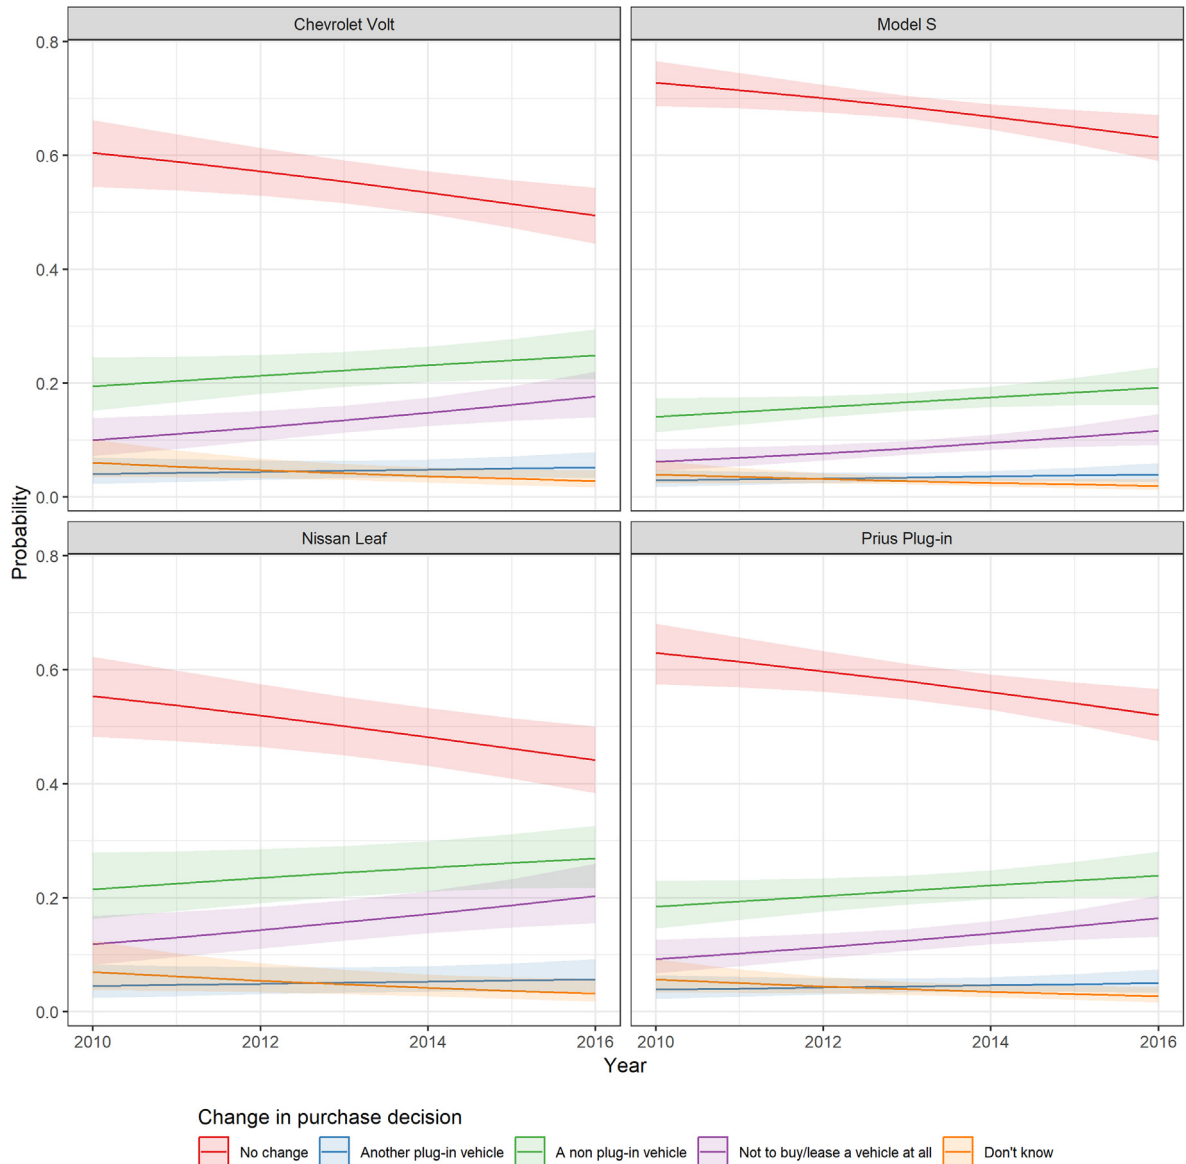 Chevrolet Volt
Model S
0.8
0.6
0.4
0.2
0.0
Nissan Leaf
Prius Plug-in
0.8
0.6
0.4
0.2
0.0
Probability
2010 2012 2014 2016
2010 2012 2014 2016
Year
Change in purchase decision
No change Another plug-in vehicle A non plug-in vehicle Not to buy/lease a vehicle at all Don't know